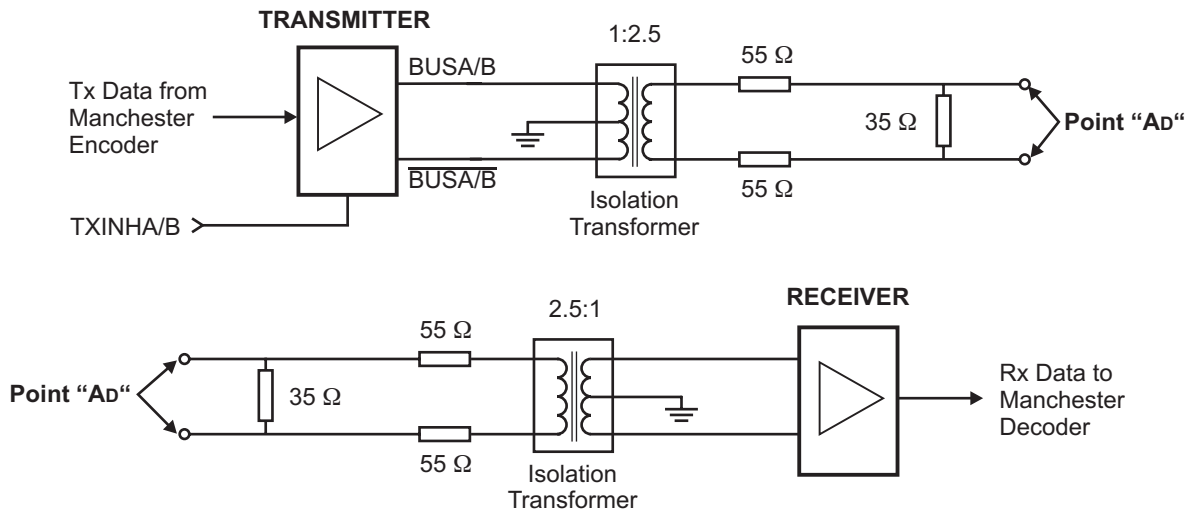 TRANSMITTER
1:2.5
55 Ω
BUSA/B
Tx Data from
Manchester
Encoder
35 Ω
Point “AD“
BUSA/B
55 Ω
Isolation
Transformer
TXINHA/B
RECEIVER
2.5:1
55 Ω
Point “AD“
35 Ω
Rx Data to
Manchester
Decoder
55 Ω
Isolation
Transformer